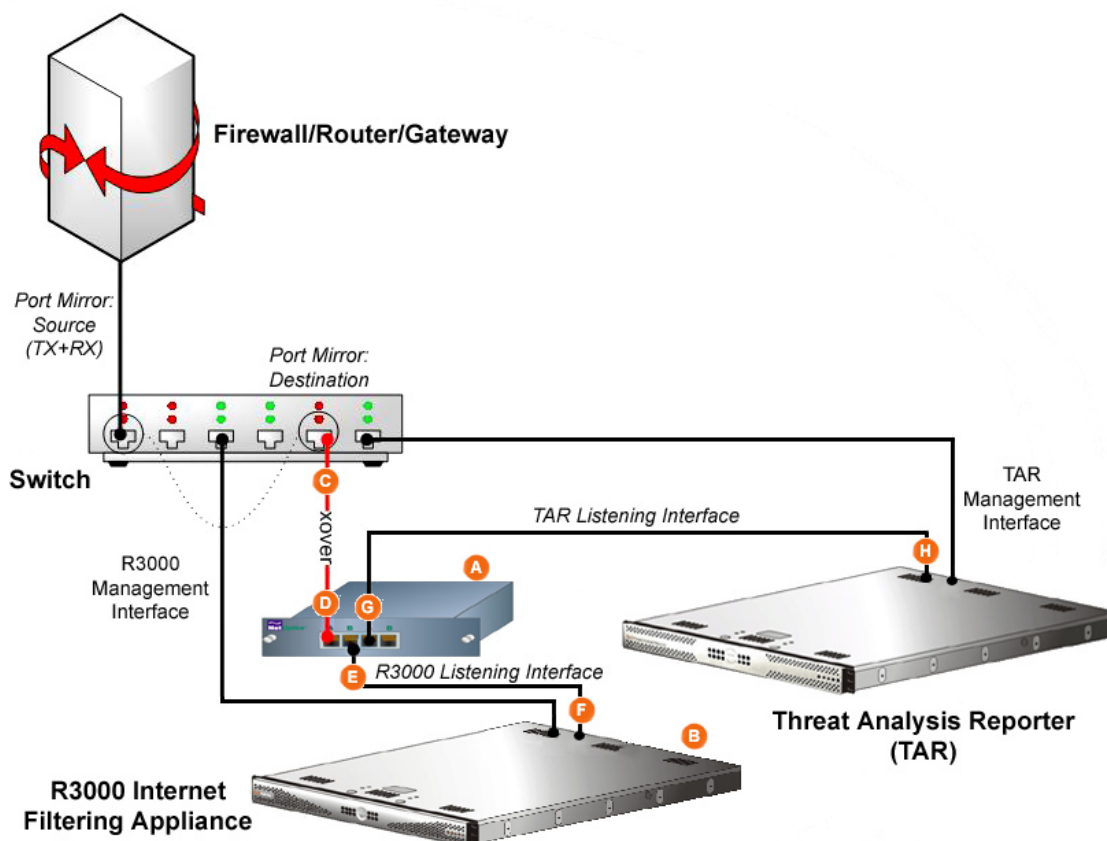 Firewall/Router/Gateway
Port Mirror:
Source
(TX+RX)
Port Mirror:
Destination
Switch
C
xover
TAR Listening Interface
TAR
Management
Interface
R3000
Management
Interface
A
H
D
G
E
R3000 Listening Interface
F
B
Threat Analysis Reporter
(TAR)
R3000 Internet
Filtering Appliance